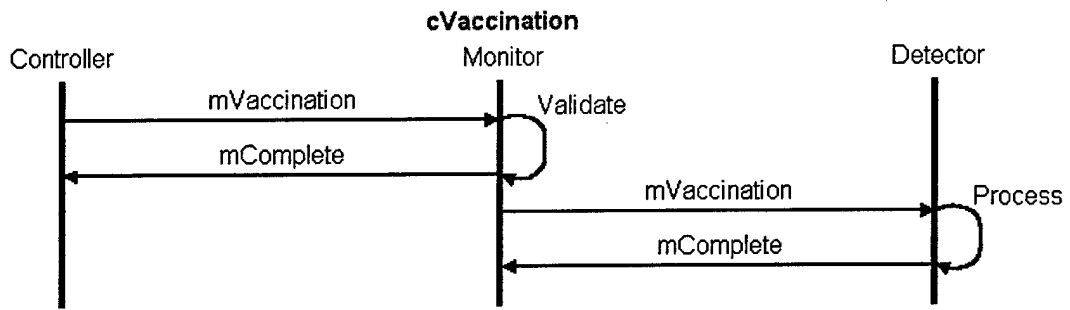 cVaccination
Controller Monitor Detector
mVaccination Validate
mComplete
mVaccination Process
mComplete